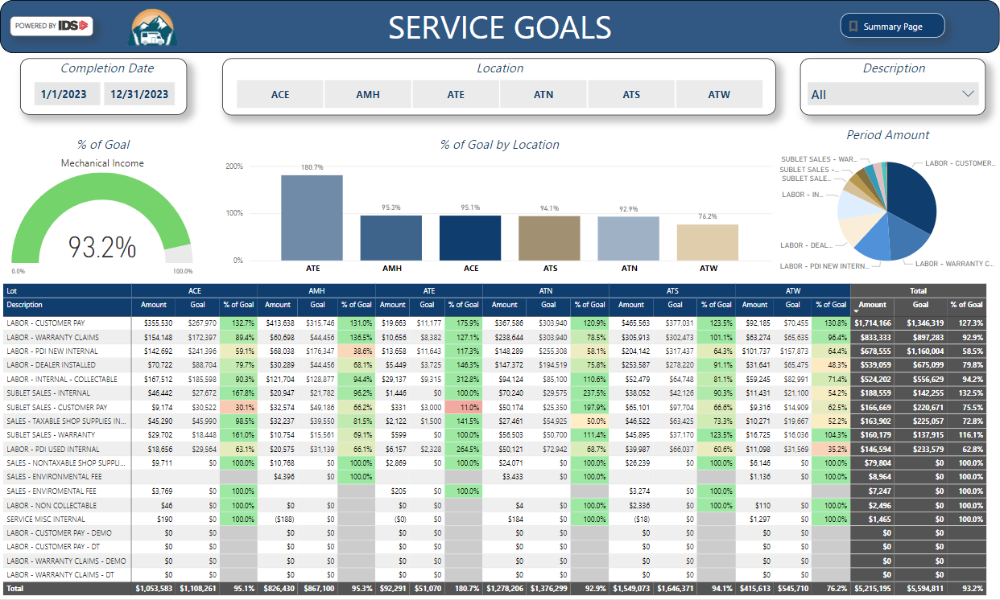 POWERED BY IDS
SERVICE GOALS
Summary Page
Completion Date
1/1/2023 12/31/2023
Location
ACE AMH ATE ATN ATS ATW
Description
All
% of Goal
Mechanical Income
93.2%
0.0% 100.0%
% of Goal by Location
200%
100%
0%
180.7% 95.3% 95.1% 94.1% 92.9% 76.2%
ATE AMH ACE ATS ATN ATW
Period Amount
SUBLET SALES - WAR...
SUBLET SALES - ...
SUBLET SALE...
LABOR - IN...
LABOR - DEAL...
LABOR - PDI NEW INTERN...
LABOR - CUSTOMER...
LABOR - WARRANTY C...
Lot ACE AMH ATE ATN ATS ATW Total
Description Amount Goal % of Goal Amount Goal % of Goal Amount Goal % of Goal Amount Goal % of Goal Amount Goal % of Goal Amount Goal % of Goal Amount Goal % of Goal
LABOR - CUSTOMER PAY $355,530 $267,970 132.7% $413,638 $315,746 131.0% $19,663 $11,177 175.9% $367,586 $303,940 120.9% $465,563 $377,031 123.5% $92,185 $70,455 130.8% $1,714,166 $1,346,319 127.3%
LABOR - WARRANTY CLAIMS $154,148 $172,397 89.4% $60,698 $44,456 136.5% $10,656 $8,382 127.1% $238,644 $303,940 78.5% $305,913 $302,473 101.1% $63,274 $65,635 96.4% $833,333 $897,283 92.9%
LABOR - PDI NEW INTERNAL $142,692 $241,396 59.1% $68,038 $176,347 38.6% $13,658 $11,643 117.3% $148,289 $255,308 58.1% $204,142 $317,437 64.3% $101,737 $157,873 64.4% $678,555 $1,160,004 58.5%
LABOR - DEALER INSTALLED $70,722 $88,704 79.7% $30,289 $44,456 68.1% $5,449 $3,725 146.3% $147,372 $194,519 75.8% $253,587 $278,220 91.1% $31,641 $65,475 48.3% $539,059 $675,099 79.8%
LABOR - INTERNAL - COLLECTABLE $167,512 $185,598 90.3% $121,704 $128,877 94.4% $29,137 $9,315 312.8% $94,124 $85,100 110.6% $52,479 $64,748 81.1% $59,245 $82,991 71.4% $524,202 $556,629 94.2%
SUBLET SALES - INTERNAL $46,442 $27,672 167.8% $20,947 $21,782 96.2% $1,446 $0 100.0% $70,240 $29,575 237.5% $38,052 $42,126 90.3% $11,431 $21,100 54.2% $188,559 $142,255 132.5%
SUBLET SALES - CUSTOMER PAY $9,174 $30,522 30.1% $32,574 $49,186 66.2% $331 $3,000 11.0% $50,174 $25,350 197.9% $65,101 $97,704 66.6% $9,316 $14,909 62.5% $166,669 $220,671 75.5%
SALES - TAXABLE SHOP SUPPLIES IN... $45,290 $45,990 98.5% $32,237 $39,550 81.5% $2,122 $1,500 141.5% $27,461 $54,925 50.0% $46,522 $63,425 73.3% $10,271 $19,667 52.2% $163,902 $225,057 72.8%
SUBLET SALES - WARRANTY $29,702 $18,448 161.0% $10,754 $15,561 69.1% $599 $0 100.0% $56,503 $50,700 111.4% $45,895 $37,170 123.5% $16,725 $16,036 104.3% $160,179 $137,915 116.1%
LABOR - PDI USED INTERNAL $18,656 $29,564 63.1% $20,575 $31,139 66.1% $6,157 $2,328 264.5% $50,121 $72,942 68.7% $39,987 $66,037 60.6% $11,098 $31,569 35.2% $146,594 $233,579 62.8%
SALES - NONTAXABLE SHOP SUPPLI... $9,711 $0 100.0% $10,768 $0 100.0% $2,869 $0 100.0% $24,071 $0 100.0% $26,239 $0 100.0% $6,146 $0 100.0% $79,804 $0 100.0%
SALES - ENVIRONMENTAL FEE $4,396 $0 100.0% $3,433 $0 100.0% $1,136 $0 100.0% $8,964 $0 100.0%
SALES - ENVIROMENTAL FEE $3,769 $0 100.0% $205 $0 100.0% $3,274 $0 100.0% $7,247 $0 100.0%
LABOR - NON COLLECTABLE $46 $0 100.0% $0 $0 $0 $0 $4 $0 100.0% $2,336 $0 100.0% $110 $0 100.0% $2,496 $0 100.0%
SERVICE MISC INTERNAL $190 $0 100.0% ($188) $0 ($0) $0 $184 $0 100.0% ($18) $0 $1,297 $0 100.0% $1,465 $0 100.0%
LABOR - CUSTOMER PAY - DEMO $0 $0 $0 $0 $0 $0 $0 $0 $0 $0 $0 $0 $0 $0
LABOR - CUSTOMER PAY - DT $0 $0 $0 $0 $0 $0 $0 $0 $0 $0 $0 $0 $0 $0
LABOR - WARRANTY CLAIMS - DEMO $0 $0 $0 $0 $0 $0 $0 $0 $0 $0 $0 $0 $0 $0
LABOR - WARRANTY CLAIMS - DT $0 $0 $0 $0 $0 $0 $0 $0 $0 $0 $0 $0 $0 $0
Total $1,053,583 $1,108,261 95.1% $826,430 $867,100 95.3% $92,291 $51,070 180.7% $1,278,206 $1,376,299 92.9% $1,549,073 $1,646,371 94.1% $415,613 $545,710 76.2% $5,215,195 $5,594,811 93.2%